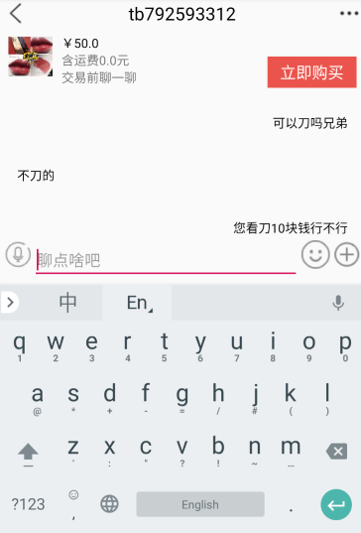 tb792593312
￥50.0
含运费0.0元
交易前聊一聊
立即购买
可以刀吗兄弟
不刀的
您看刀10块钱行不行
聊点啥吧
中
En
q w e r t y u i o p
1 2 3 4 5 6 7 8 9 0
a s d f g h j k l
@ * + - = / # ( )
z x c v b n m
' : " ? ! ~ …
?123
,
English
.